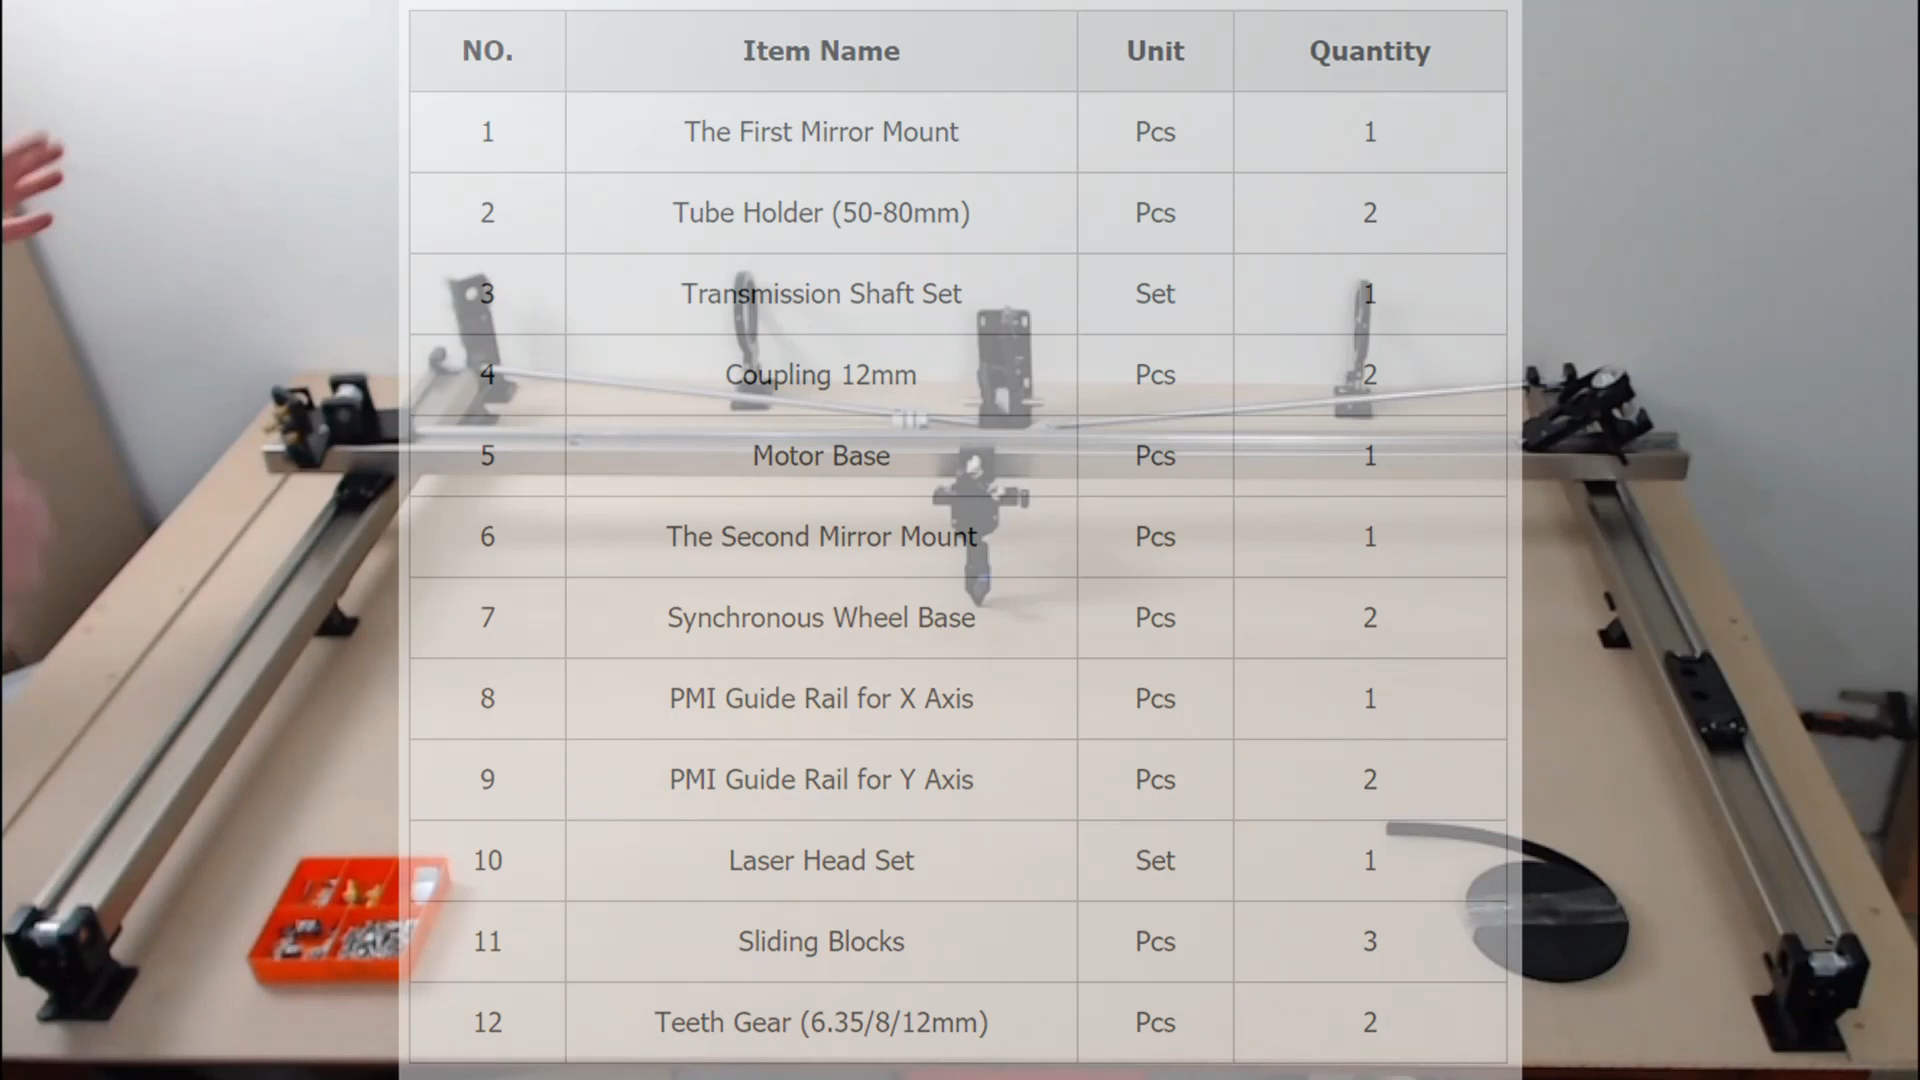 NO. Item Name Unit Quantity
1 The First Mirror Mount Pcs 1
2 Tube Holder (50-80mm) Pcs 2
3 Transmission Shaft Set Set 1
4 Coupling 12mm Pcs 2
5 Motor Base Pcs 1
6 The Second Mirror Mount Pcs 1
7 Synchronous Wheel Base Pcs 2
8 PMI Guide Rail for X Axis Pcs 1
9 PMI Guide Rail for Y Axis Pcs 2
10 Laser Head Set Set 1
11 Sliding Blocks Pcs 3
12 Teeth Gear (6.35/8/12mm) Pcs 2